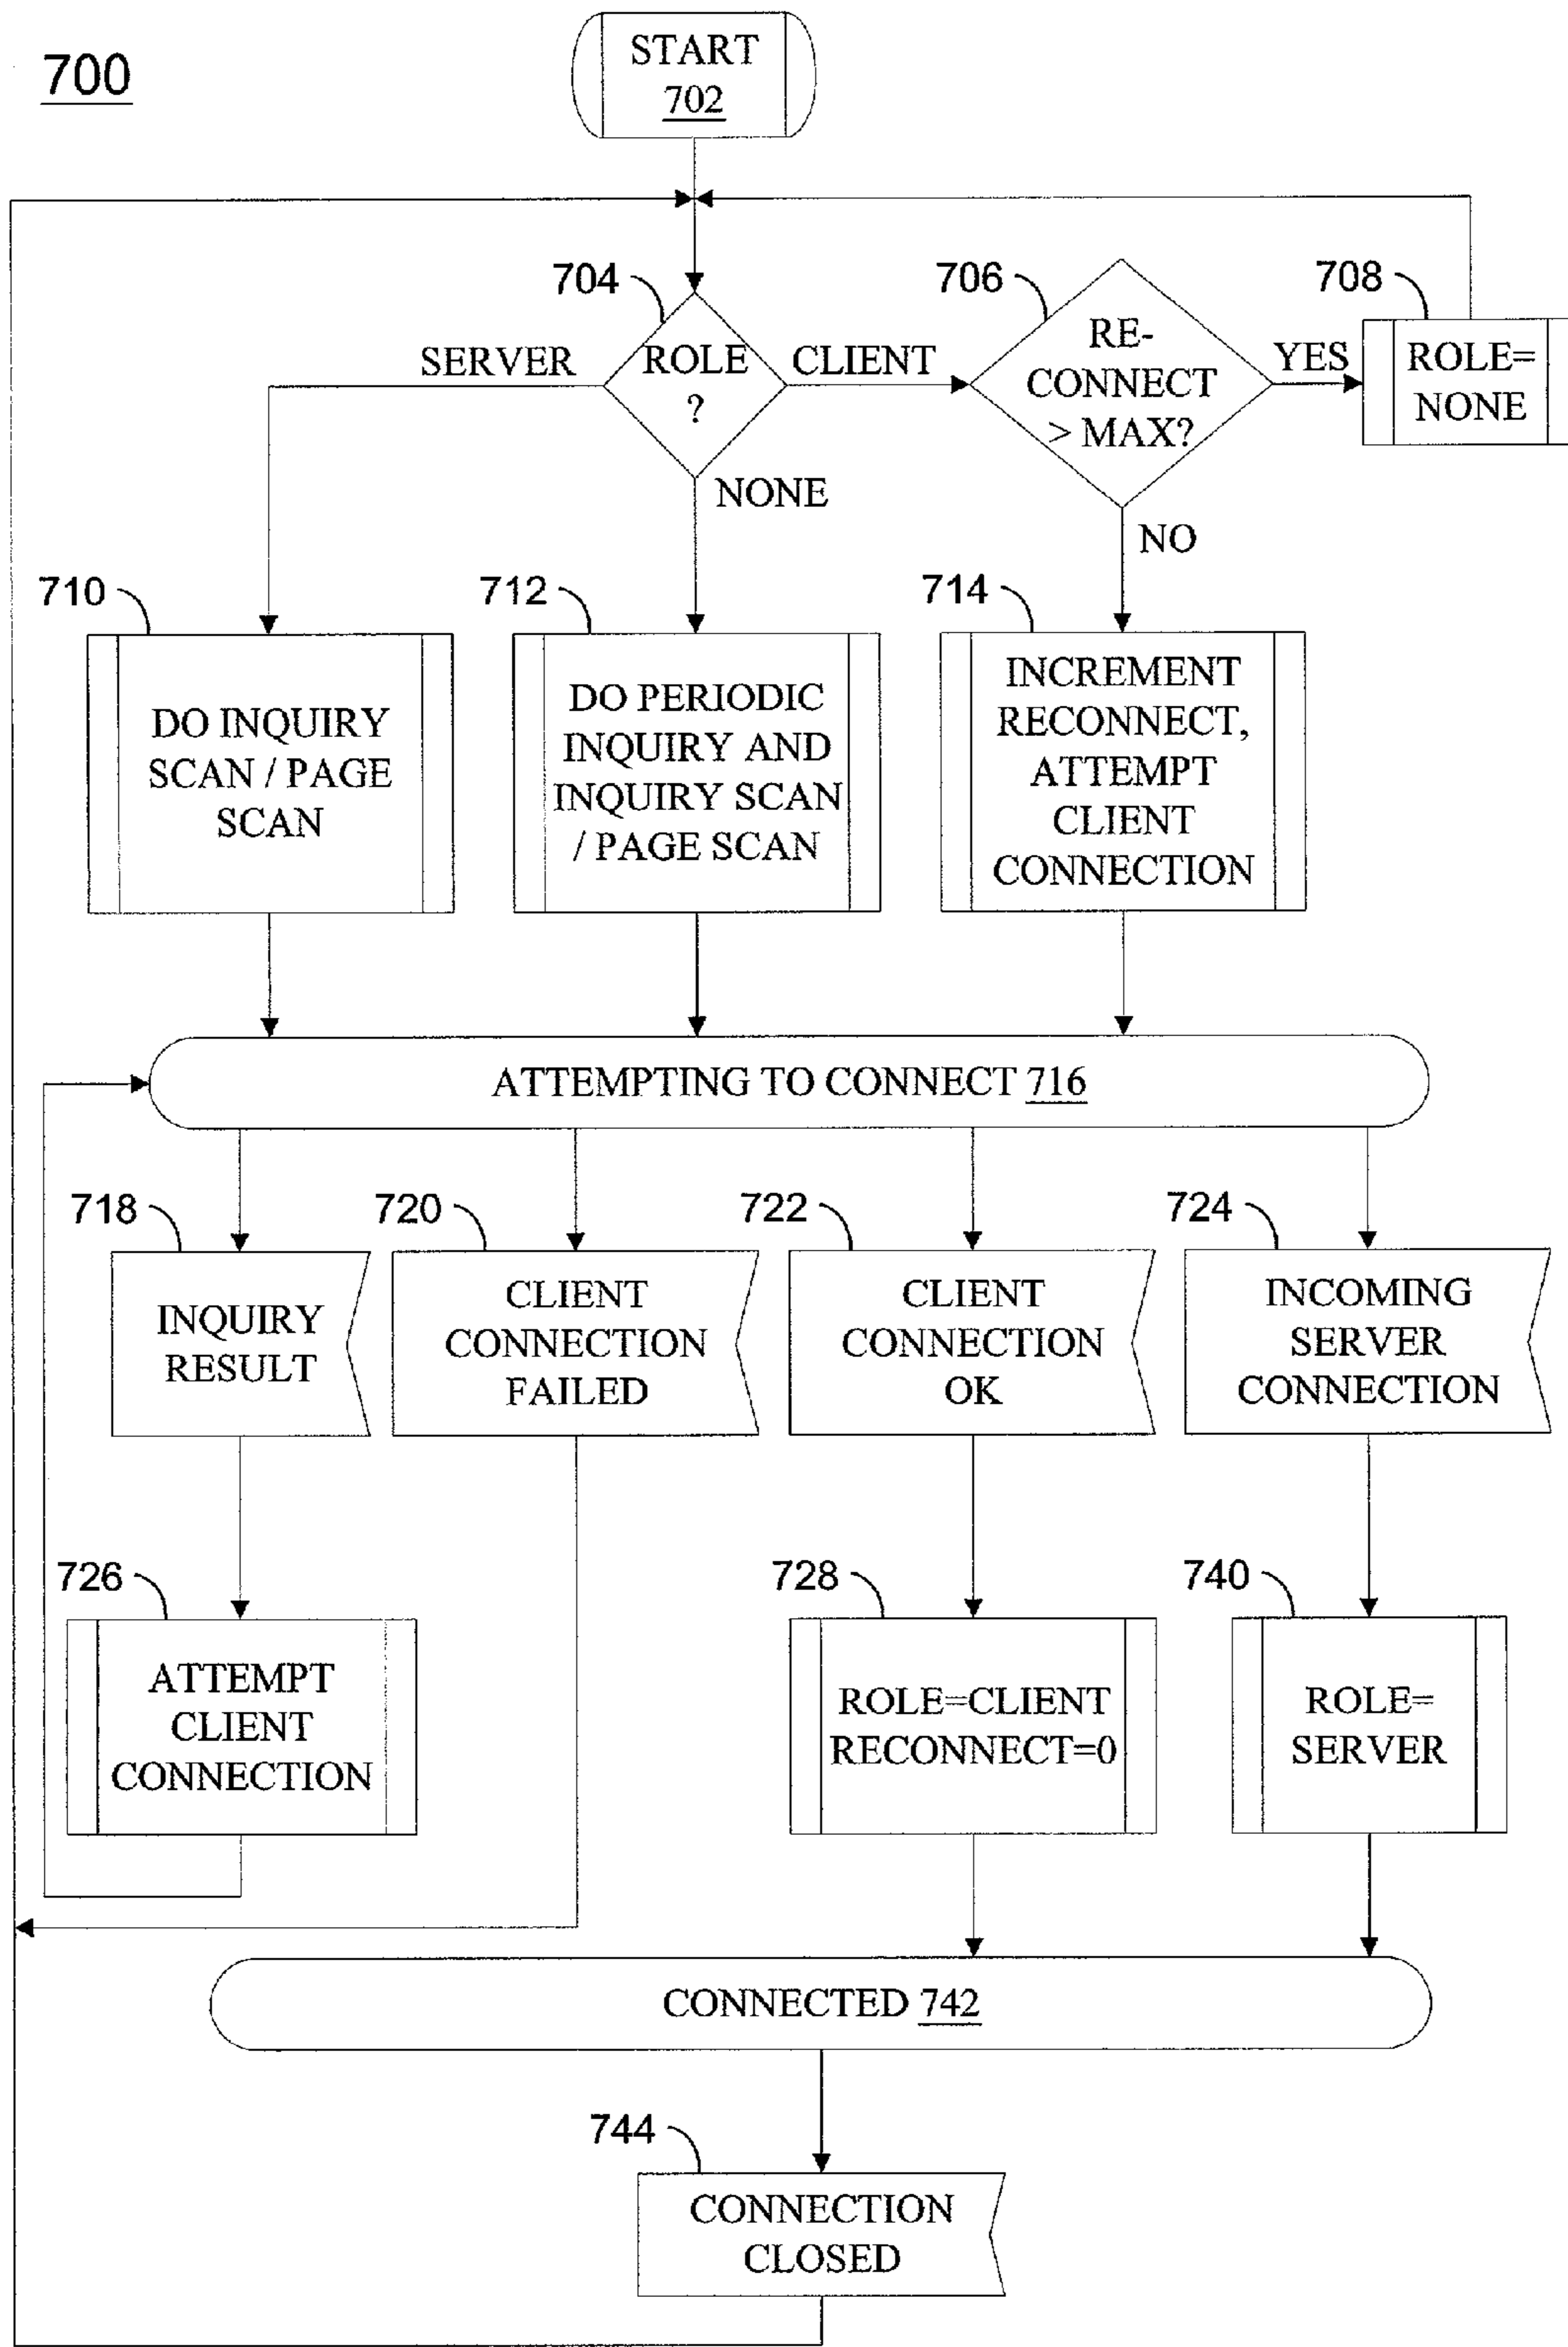 700
START
702
704
706
708
SERVER
ROLE
?
CLIENT
RE-
CONNECT
> MAX?
YES
ROLE=
NONE
NONE
NO
710
712
714
DO INQUIRY
SCAN / PAGE
SCAN
DO PERIODIC
INQUIRY AND
INQUIRY SCAN
/ PAGE SCAN
INCREMENT
RECONNECT,
ATTEMPT
CLIENT
CONNECTION
ATTEMPTING TO CONNECT 716
718
720
722
724
INQUIRY
RESULT
CLIENT
CONNECTION
FAILED
CLIENT
CONNECTION
OK
INCOMING
SERVER
CONNECTION
726
728
740
ATTEMPT
CLIENT
CONNECTION
ROLE=CLIENT
RECONNECT=0
ROLE=
SERVER
CONNECTED 742
744
CONNECTION
CLOSED